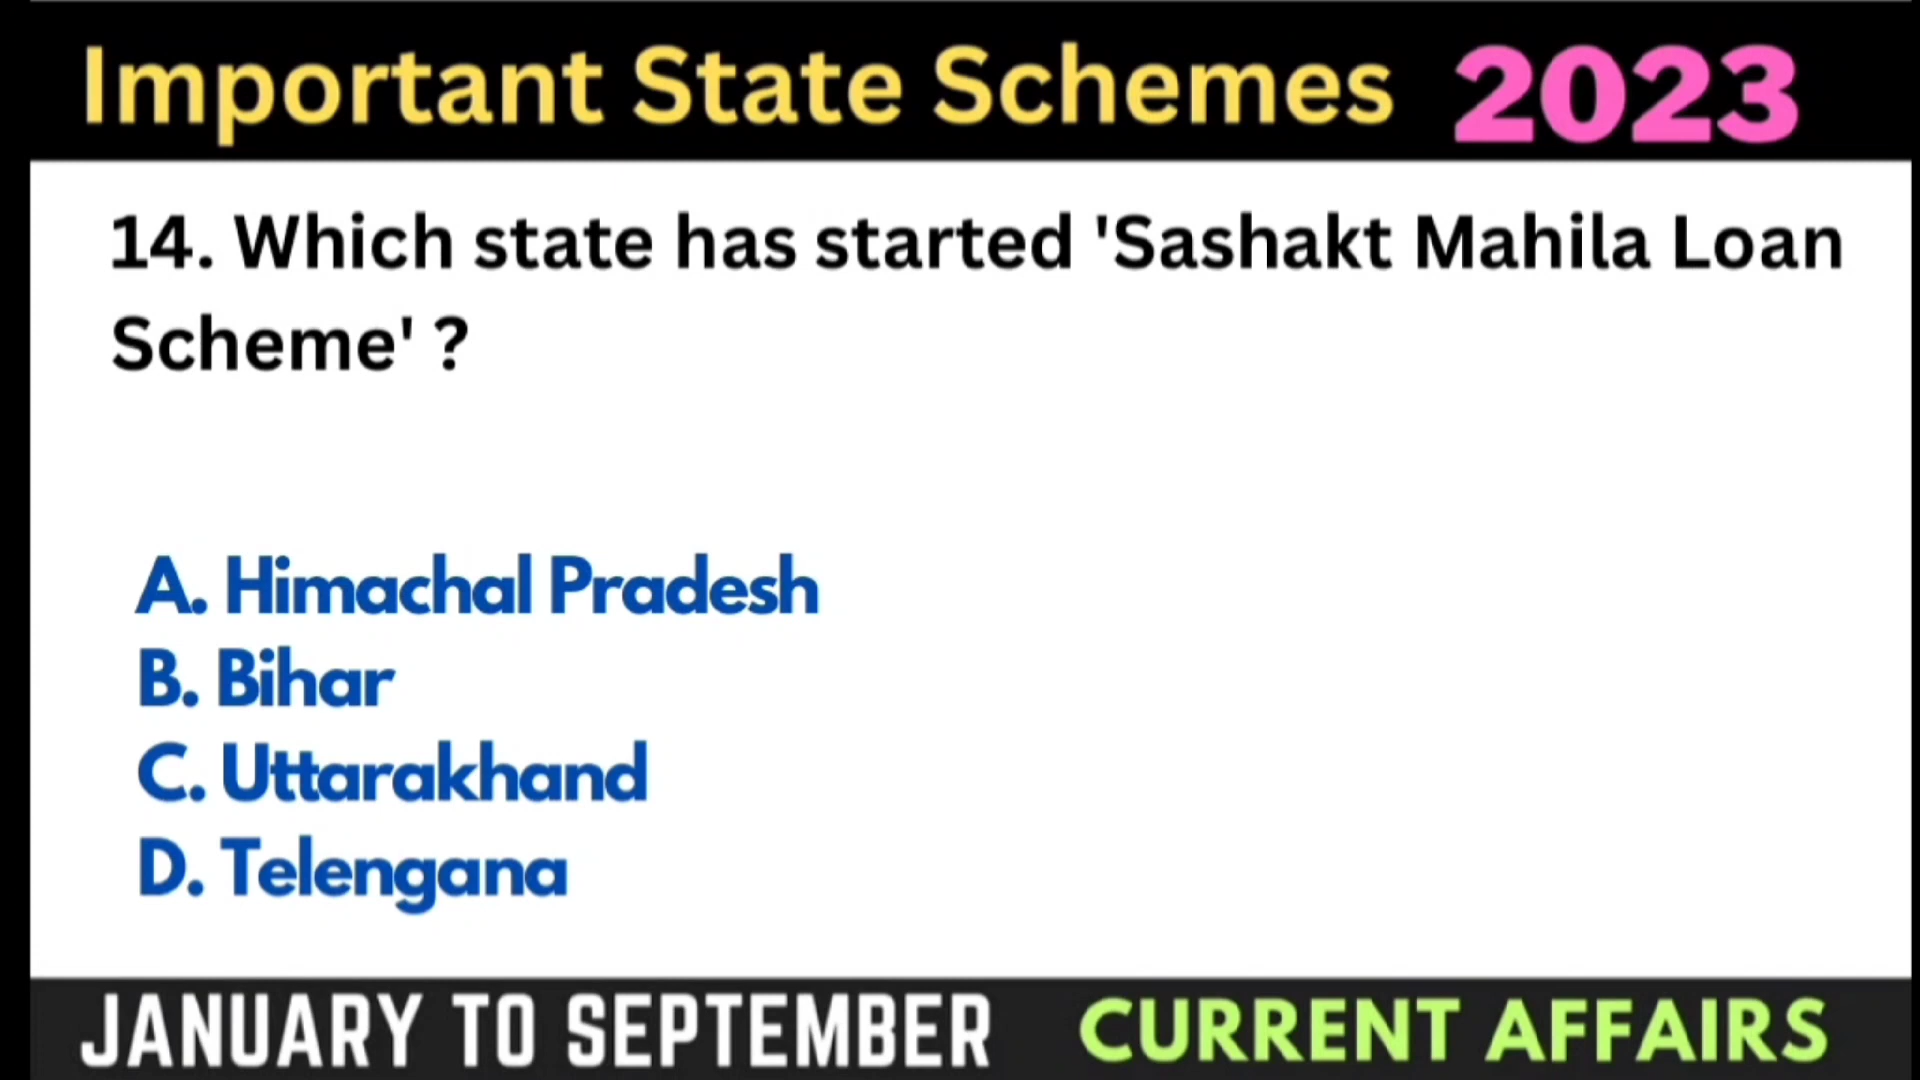 Important State Schemes 2023
14. Which state has started 'Sashakt Mahila Loan
Scheme' ?
A. Himachal Pradesh
B. Bihar
C. Uttarakhand
D. Telengana
JANUARY TO SEPTEMBER CURRENT AFFAIRS